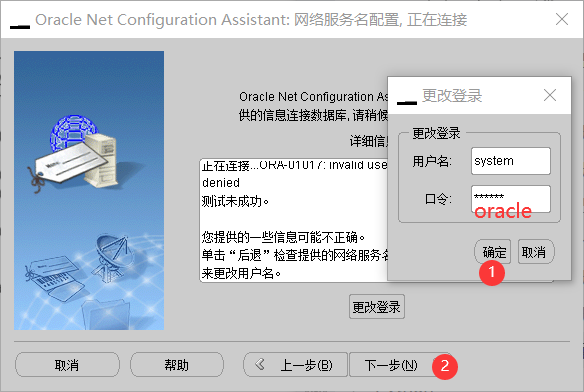 Oracle Net Configuration Assistant: 网络服务名配置, 正在连接
Oracle Net Configuration As
供的信息连接数据库, 请稍候
详细信息
正在连接...ORA-01017: invalid use
denied
测试未成功。
您提供的一些信息可能不正确。
单击“后退”检查提供的网络服务名
来更改用户名。
更改登录
更改登录
更改登录
用户名:
system
口令:
******
oracle
确定
取消
1
取消
帮助
上一步(B)
下一步(N)
2